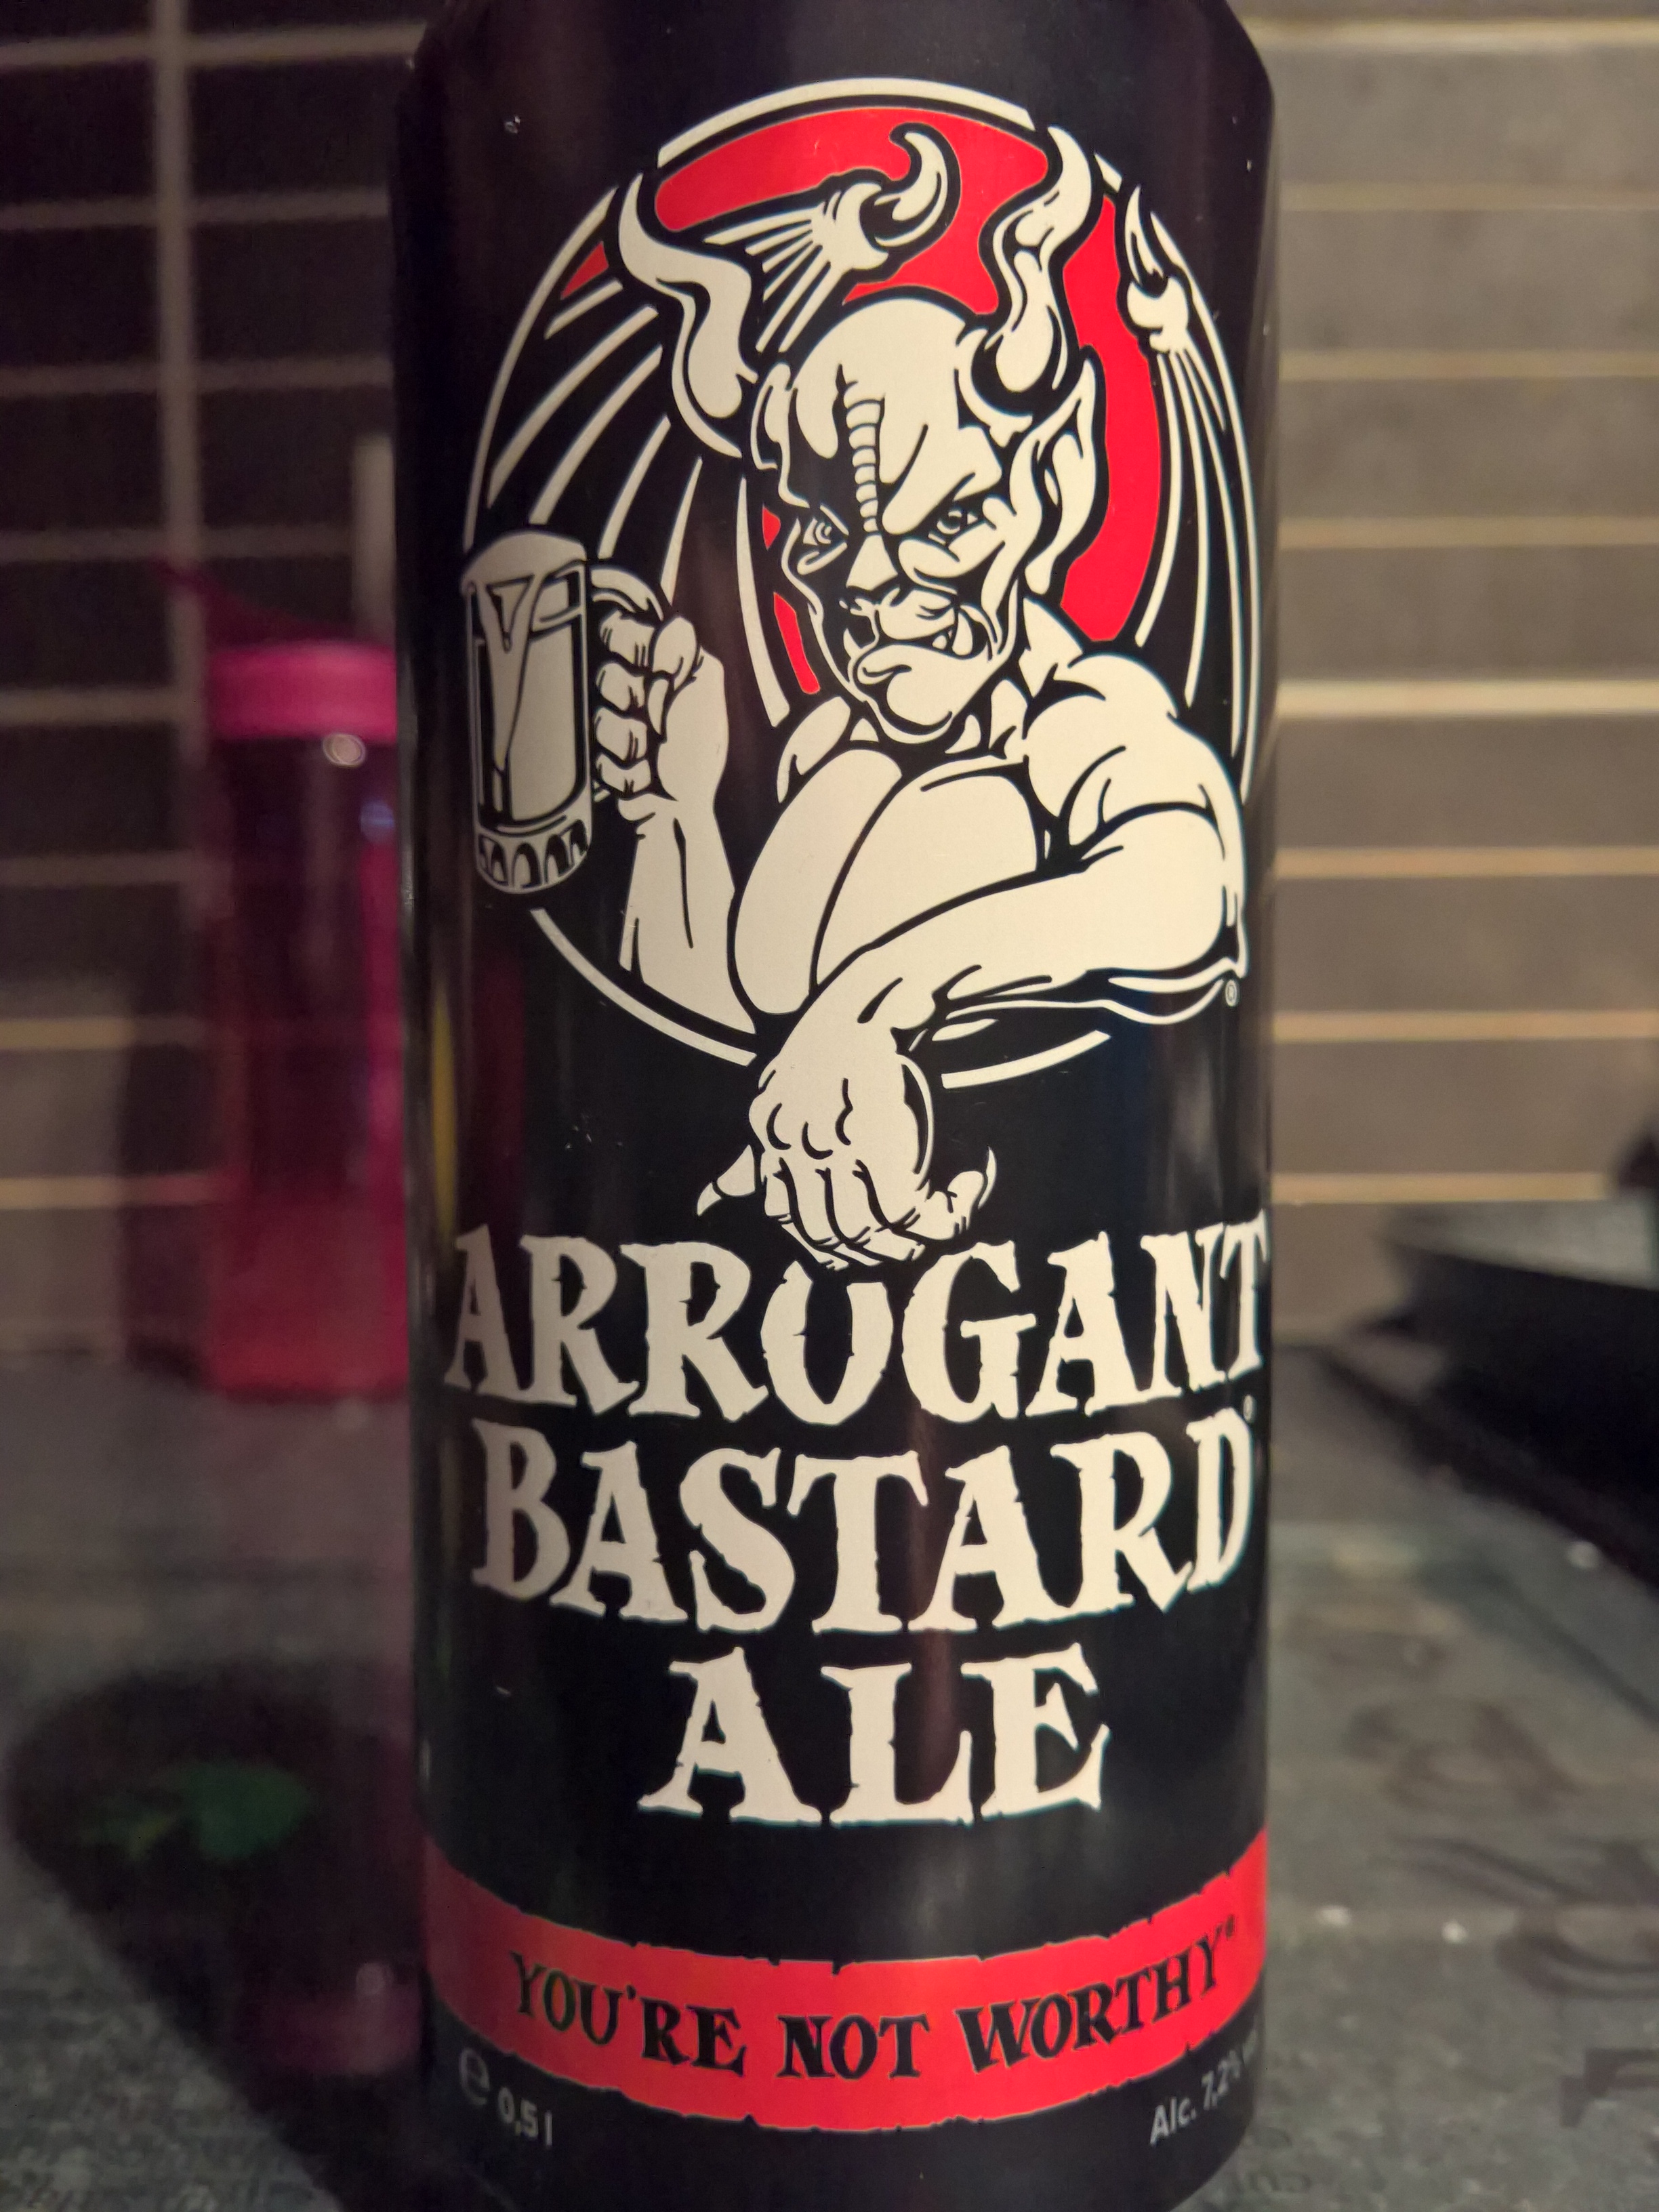 ARROGANT
BASTARD®
ALE
YOU'RE NOT WORTHY®
℮ 0,5 l
Alc. 7,2%